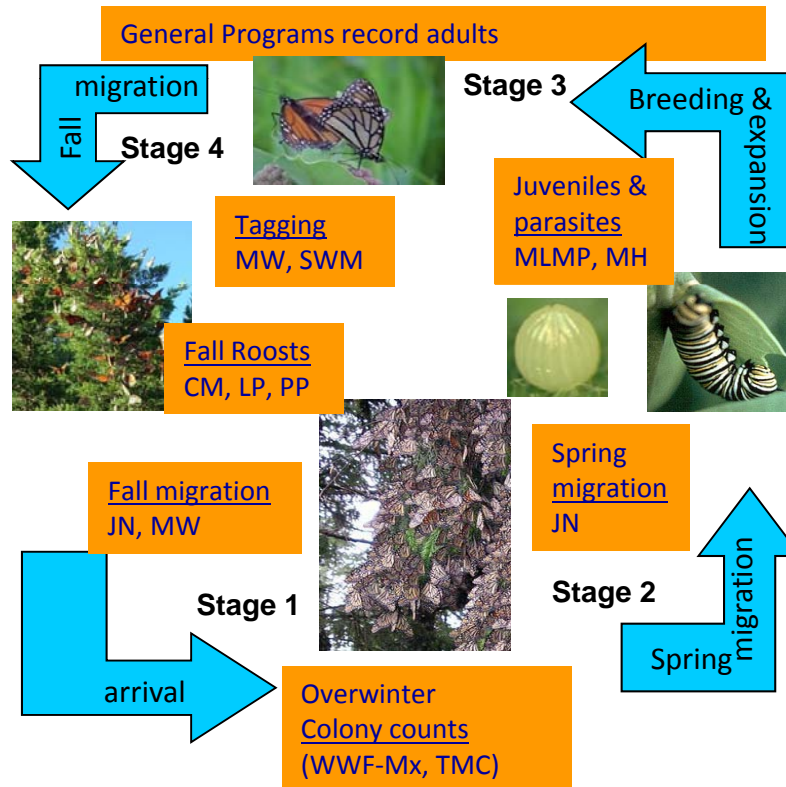 General Programs record adults
migration
Fall
Stage 4
Stage 3
Breeding &
expansion
Tagging
MW, SWM
Juveniles &
parasites
MLMP, MH
Fall Roosts
CM, LP, PP
Fall migration
JN, MW
Spring
migration
JN
Stage 1
Stage 2
arrival
Spring
migration
Overwinter
Colony counts
(WWF-Mx, TMC)